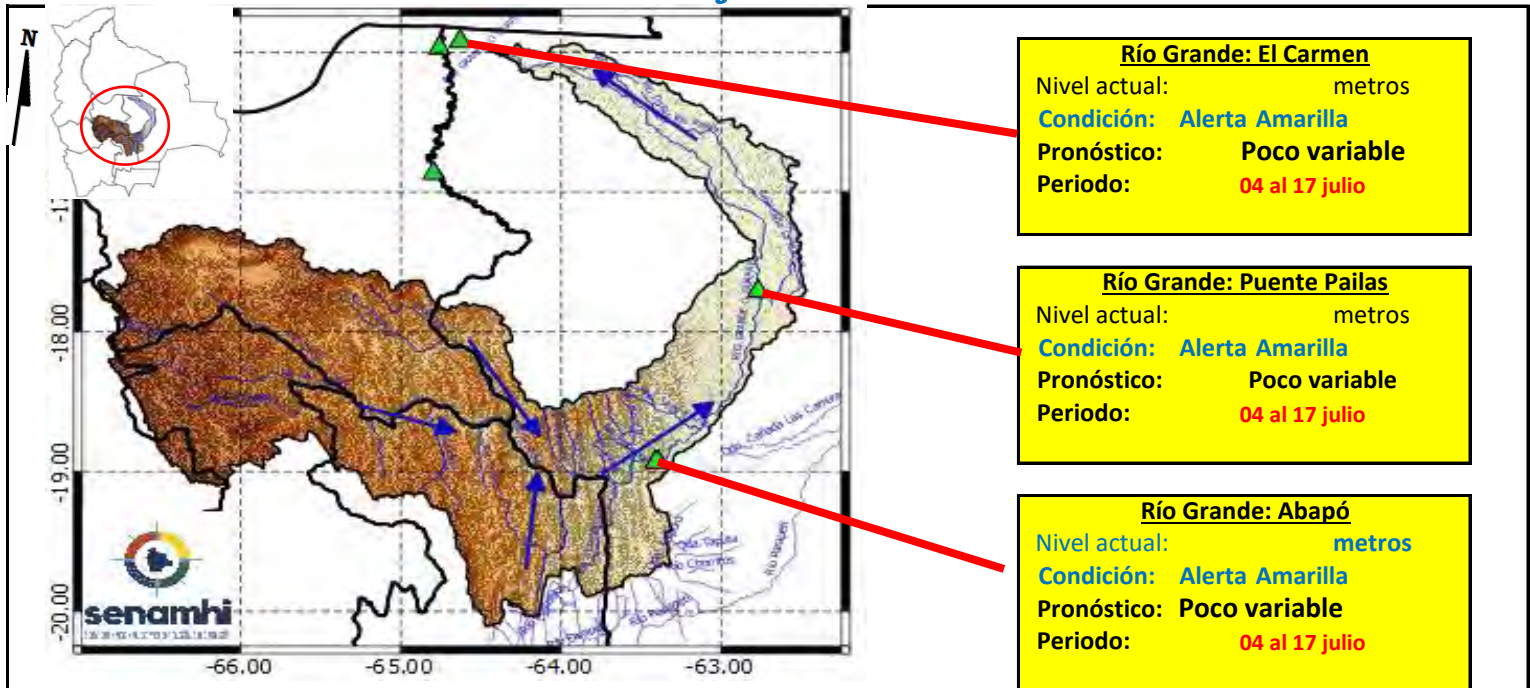 N
Río Grande: El Carmen
Nivel actual: metros
Condición: Alerta Amarilla
Pronóstico: Poco variable
Periodo: 04 al 17 julio
Río Grande: Puente Pailas
Nivel actual: metros
Condición: Alerta Amarilla
Pronóstico: Poco variable
Periodo: 04 al 17 julio
Río Grande: Abapó
Nivel actual: metros
Condición: Alerta Amarilla
Pronóstico: Poco variable
Periodo: 04 al 17 julio
-18.00
-19.00
-20.00
-66.00 -65.00 -64.00 -63.00
Qda. Cañada Las
senamhi